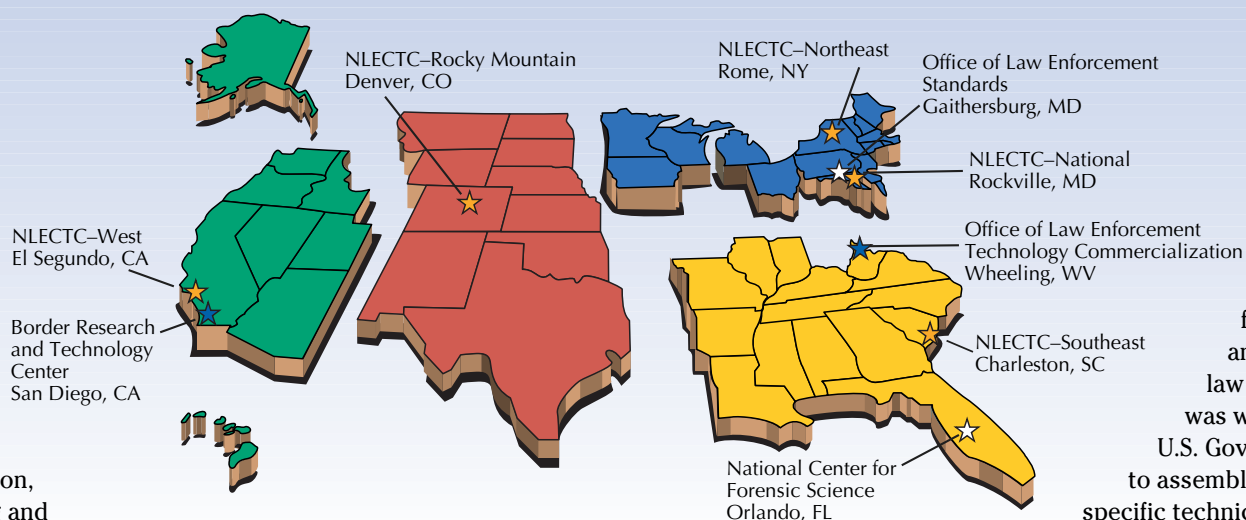 NLECTC–Rocky Mountain
Denver, CO
NLECTC–Northeast
Rome, NY
Office of Law Enforcement
Standards
Gaithersburg, MD
NLECTC–National
Rockville, MD
NLECTC–West
El Segundo, CA
Office of Law Enforcement
Technology Commercialization
Wheeling, WV
Border Research
and Technology
Center
San Diego, CA
NLECTC–Southeast
Charleston, SC
National Center for
Forensic Science
Orlando, FL
on,
and
f
an
law
was w
U.S. Gov
to assembl
specific technic